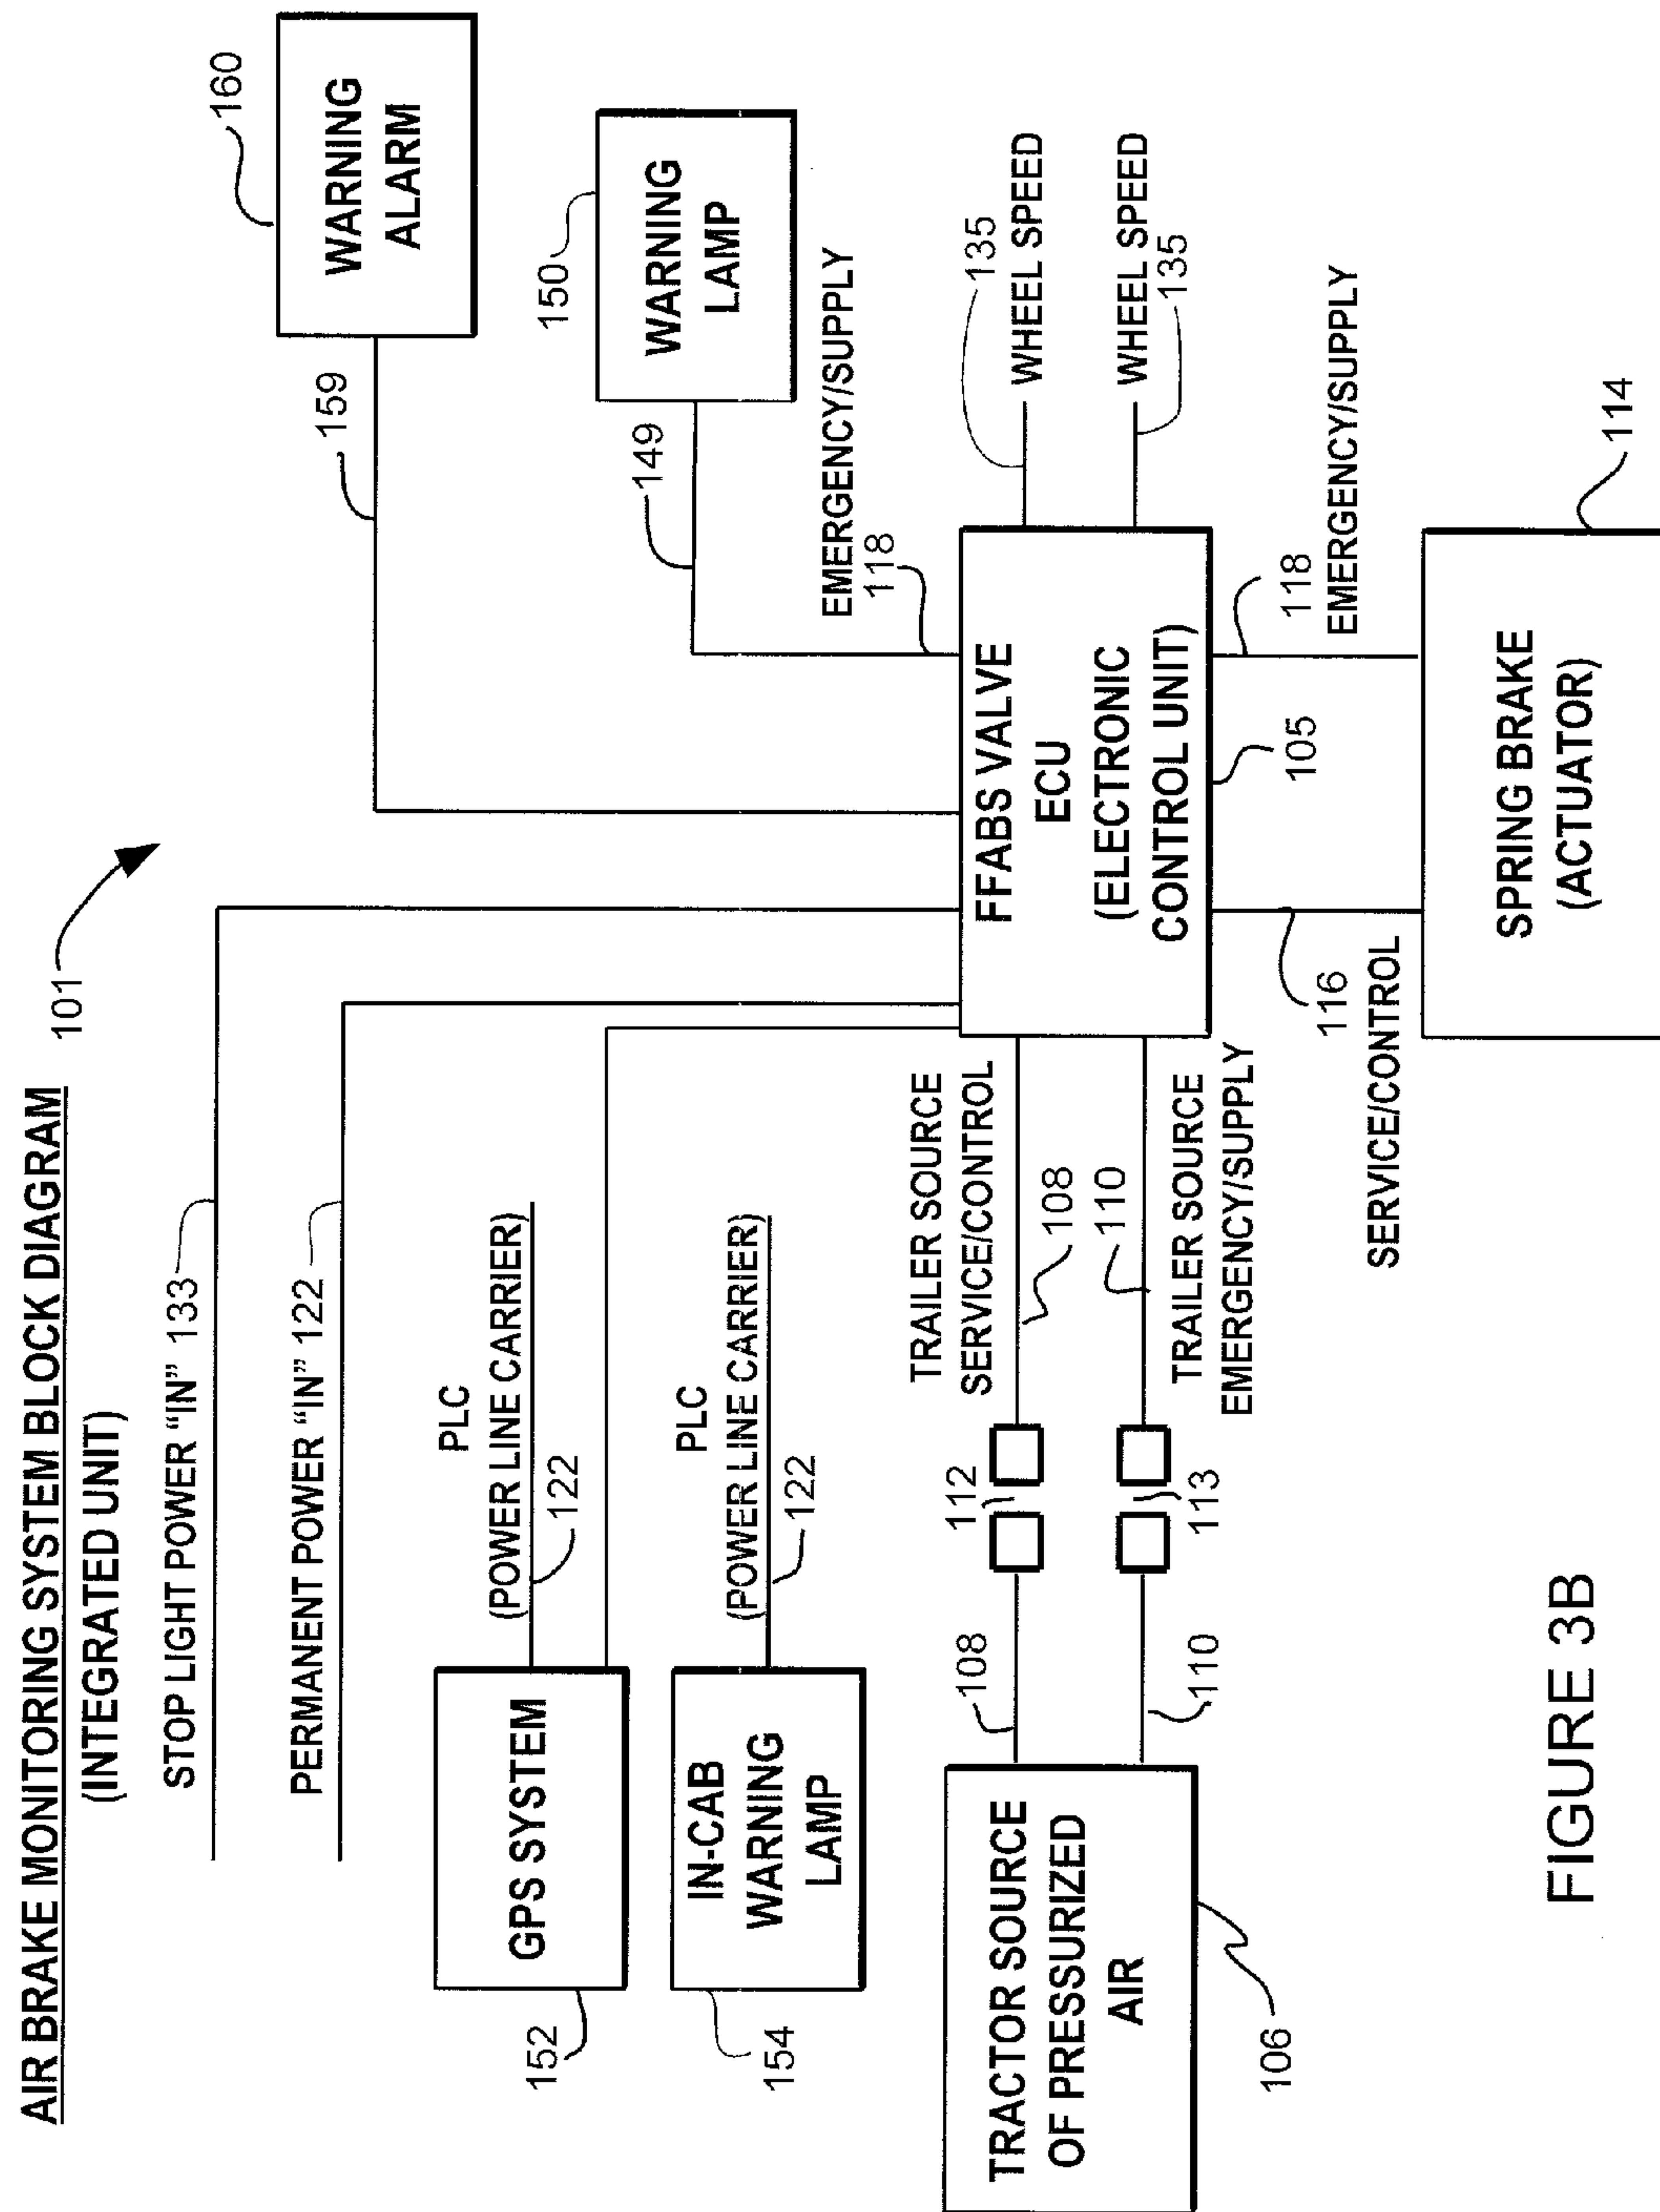 AIR BRAKE MONITORING SYSTEM BLOCK DIAGRAM
(INTEGRATED UNIT)
101
STOP LIGHT POWER "IN" 133
PERMANENT POWER "IN" 122
PLC
(POWER LINE CARRIER)
122
GPS SYSTEM
152
PLC
(POWER LINE CARRIER)
122
IN-CAB
WARNING
LAMP
154
159
WARNING
ALARM
160
149
WARNING
LAMP
150
EMERGENCY/SUPPLY
118
TRACTOR SOURCE
OF PRESSURIZED
AIR
106
108
110
112
113
TRAILER SOURCE
SERVICE/CONTROL
108
110
TRAILER SOURCE
EMERGENCY/SUPPLY
FFABS VALVE
ECU
(ELECTRONIC
CONTROL UNIT)
105
135
WHEEL SPEED
WHEEL SPEED
135
116
SERVICE/CONTROL
118
EMERGENCY/SUPPLY
SPRING BRAKE
(ACTUATOR)
114
FIGURE 3B